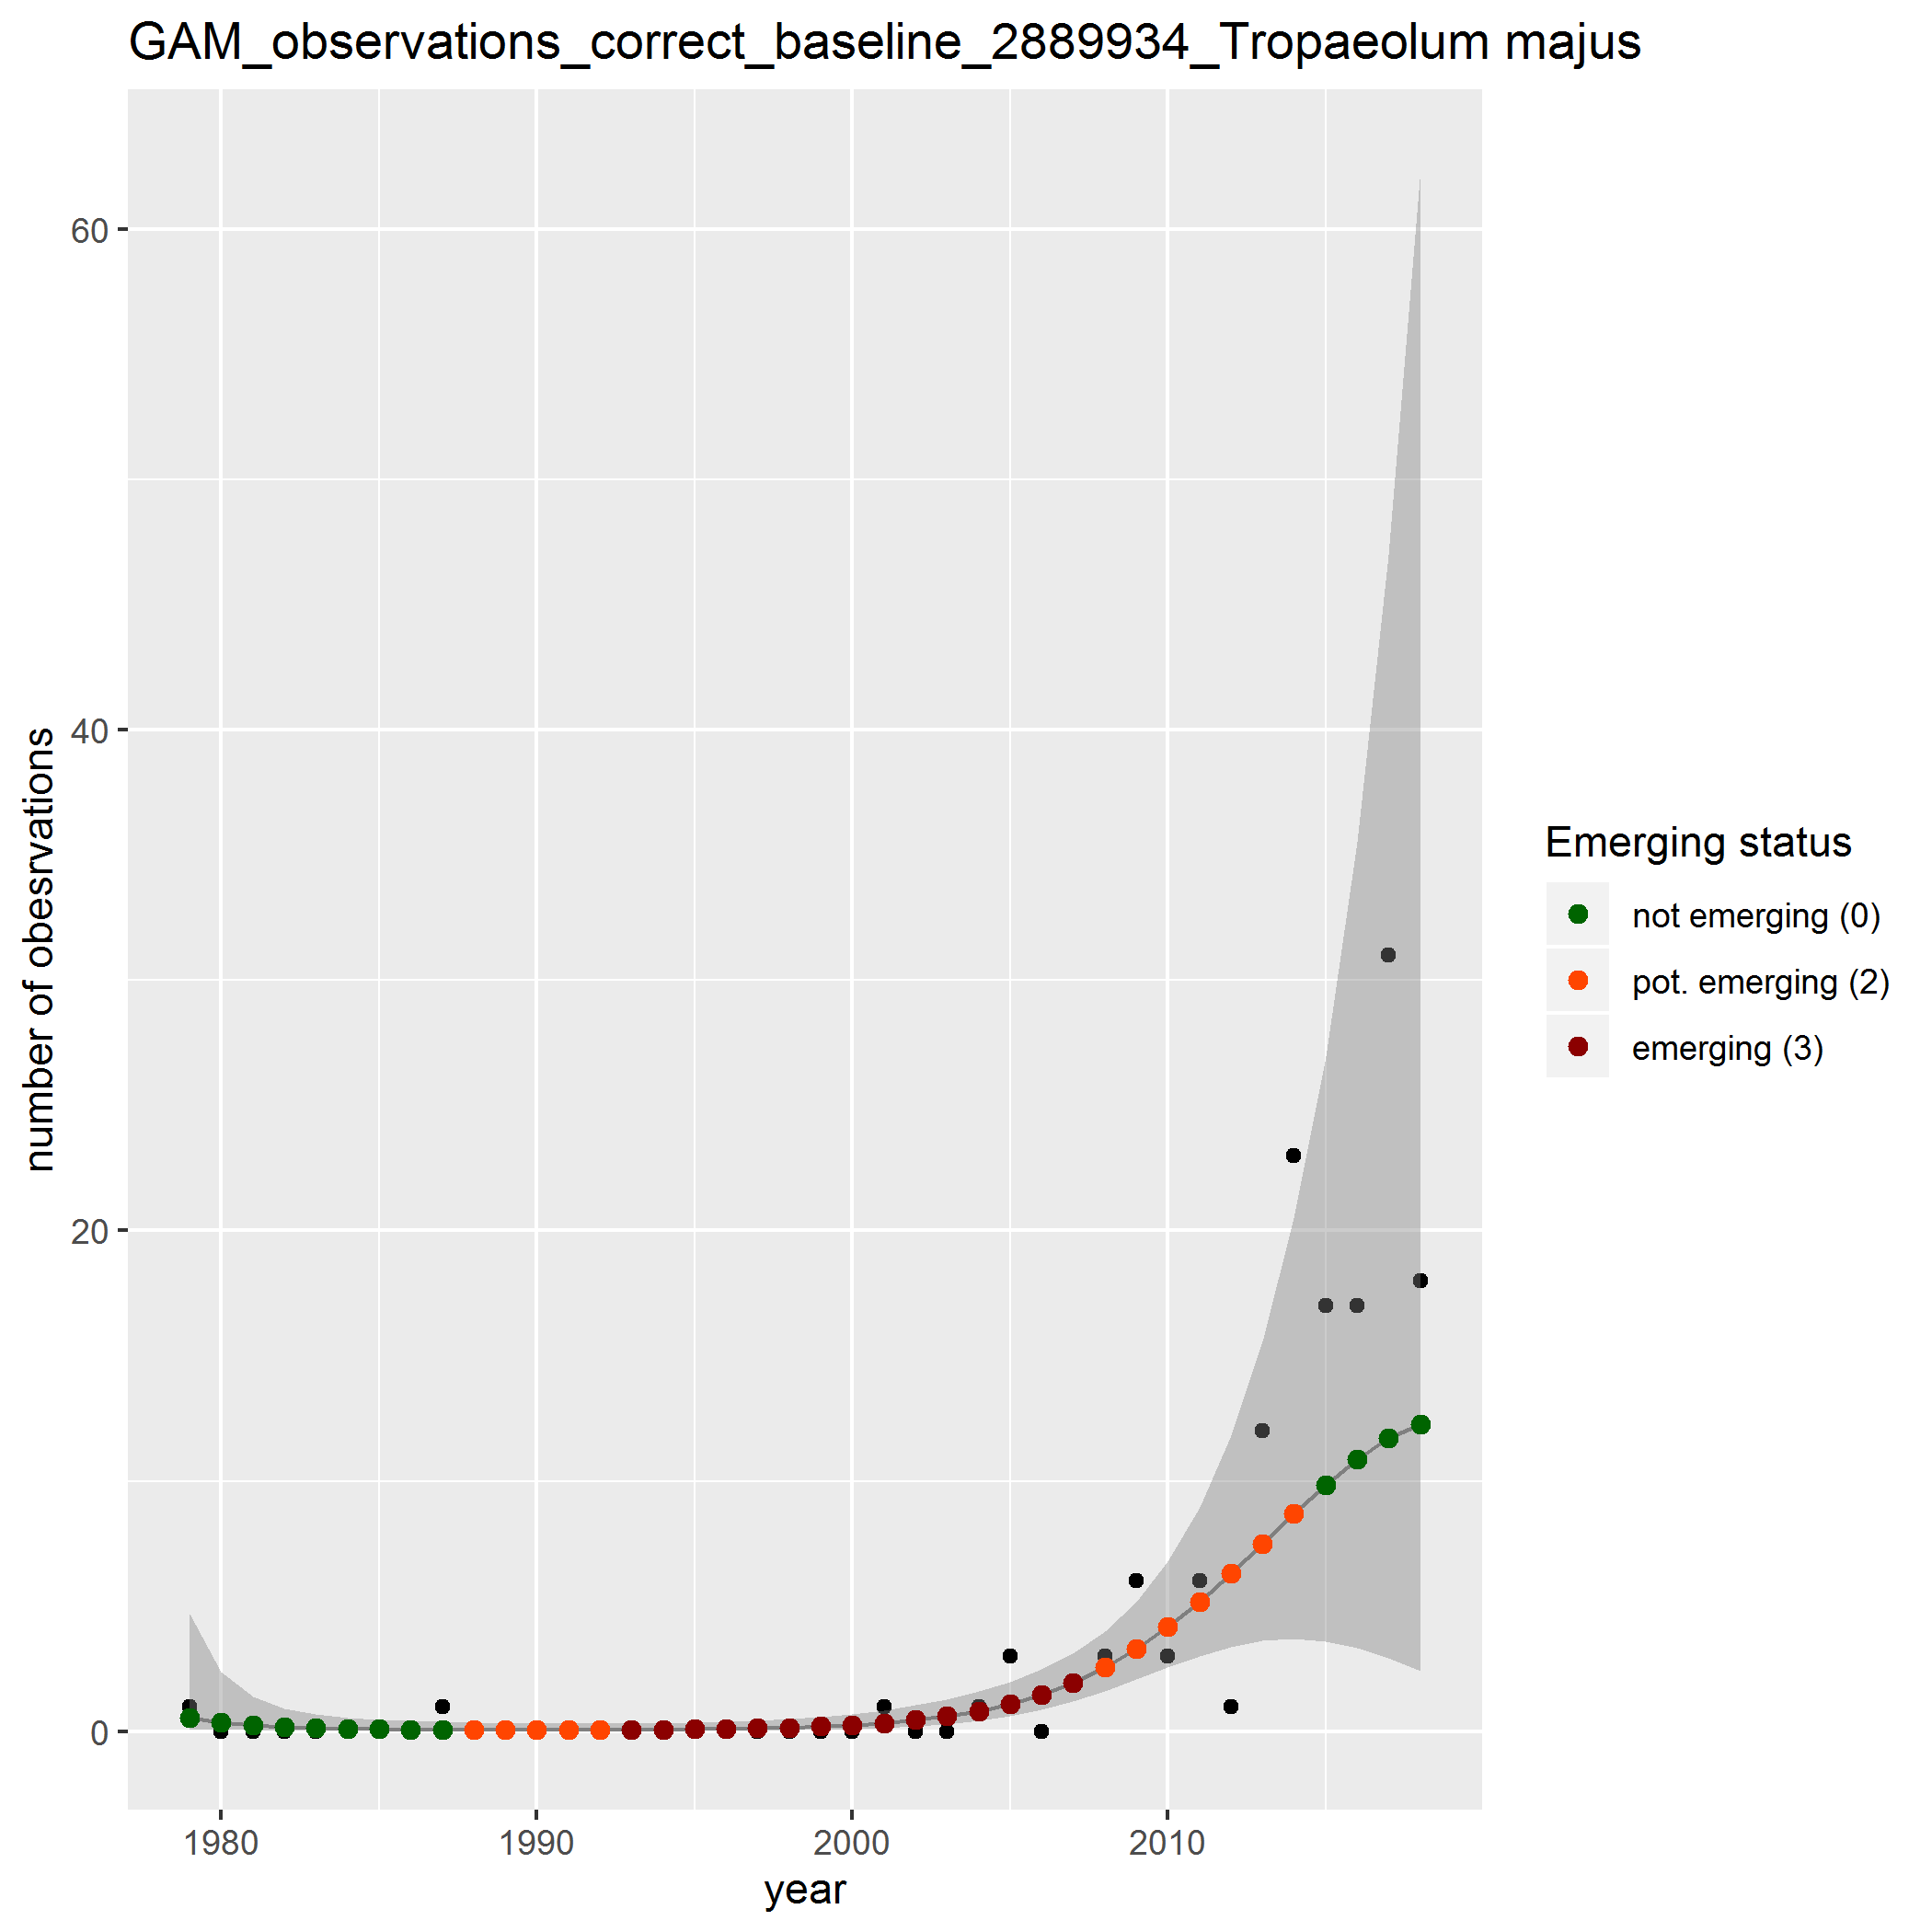 GAM_observations_correct_baseline_2889934_Tropaeolum majus
60
40
20
0
number of obesrvations
1980
1990
2000
2010
year
Emerging status
not emerging (0)
pot. emerging (2)
emerging (3)